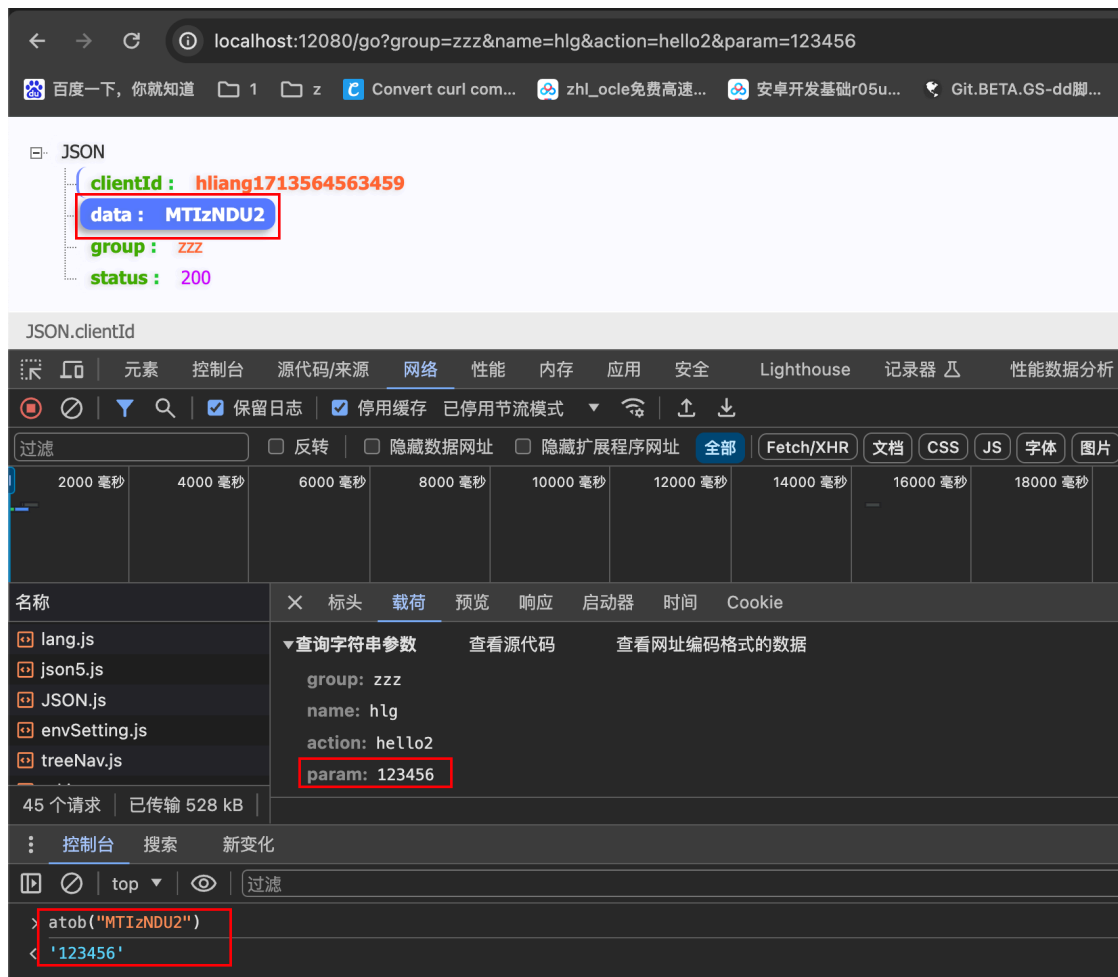 localhost:12080/go?group=zzz&name=hlg&action=hello2&param=123456
百度一下，你就知道 1 z Convert curl com... zhl_ocle免费高速... 安卓开发基础r05u... Git.BETA.GS-dd脚...
JSON
clientId : hliang1713564563459
data : MTIzNDU2
group : zzz
status : 200
JSON.clientId
元素 控制台 源代码/来源 网络 性能 内存 应用 安全 Lighthouse 记录器 性能数据分析
保留日志 停用缓存 已停用节流模式
过滤 反转 隐藏数据网址 隐藏扩展程序网址 全部 Fetch/XHR 文档 CSS JS 字体 图片
2000 毫秒 4000 毫秒 6000 毫秒 8000 毫秒 10000 毫秒 12000 毫秒 14000 毫秒 16000 毫秒 18000 毫秒
名称 标头 载荷 预览 响应 启动器 时间 Cookie
lang.js
json5.js
JSON.js
envSetting.js
treeNav.js
查询字符串参数 查看源代码 查看网址编码格式的数据
group: zzz
name: hlg
action: hello2
param: 123456
45 个请求 已传输 528 kB
控制台 搜索 新变化
top 过滤
> atob("MTIzNDU2")
< '123456'